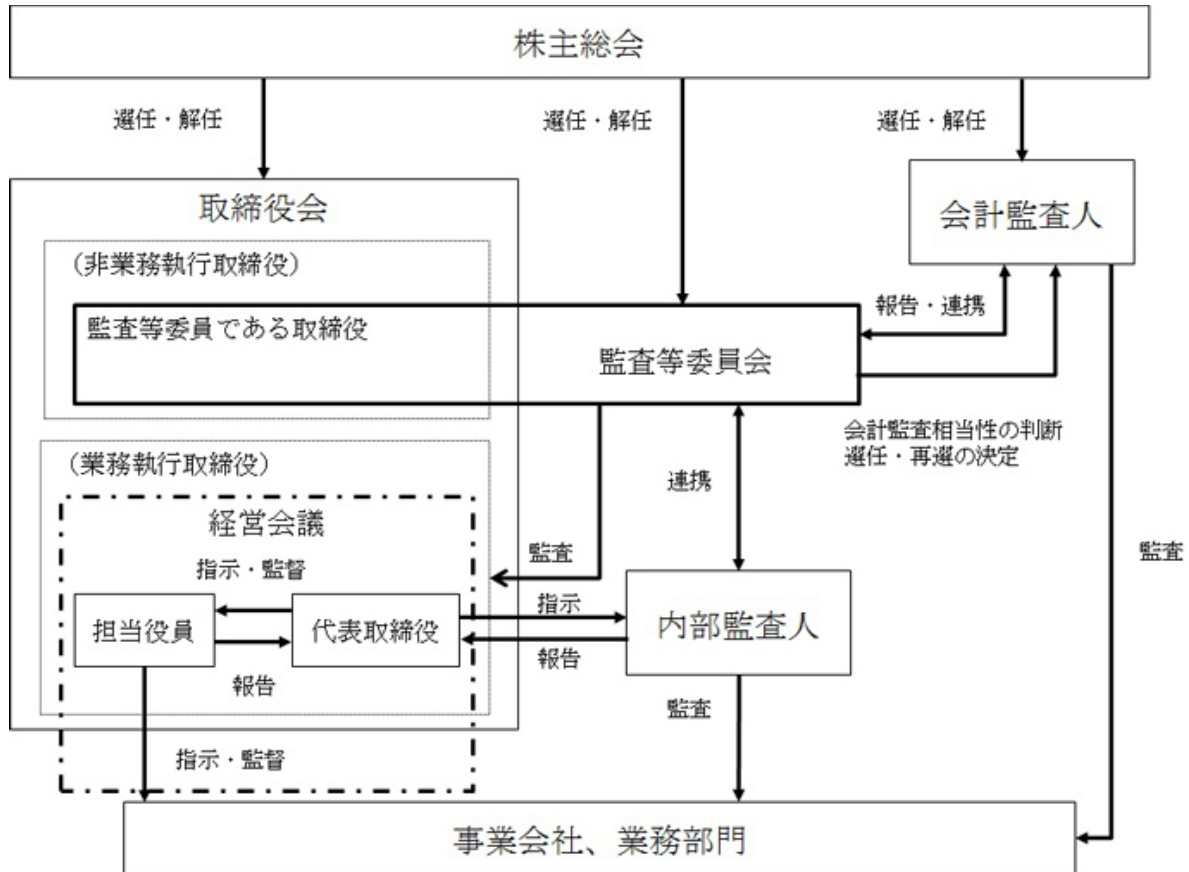 株主総会
選任・解任
選任・解任
選任・解任
取締役会
会計監査人
(非業務執行取締役)
報告・連携
監査等委員である取締役
監査等委員会
会計監査相当性の判断
選任・再選の決定
(業務執行取締役)
連携
経営会議
監査
監査
指示・監督
指示
担当役員
代表取締役
内部監査人
報告
報告
監査
指示・監督
事業会社、業務部門